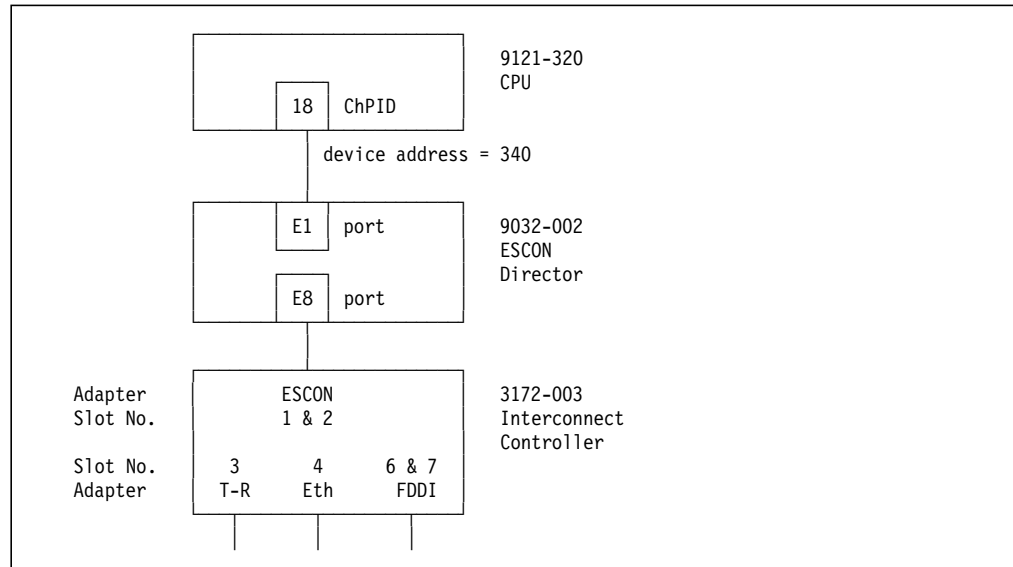 9121-320
CPU
18 ChPID
device address = 340
E1 port 9032-002
ESCON
Director
E8 port
Adapter ESCON 3172-003
Slot No. 1 & 2 Interconnect
Controller
Slot No. 3 4 6 & 7
Adapter T-R Eth FDDI